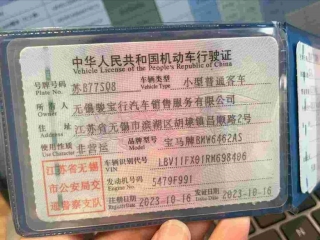 中华人民共和国机动车行驶证
Vehicle License of the People's Republic of China
号牌号码 苏B77S08 车辆类型 小型普通客车
Plate No. Vehicle Type
所有人 无锡骏宝行汽车销售服务有限公司
Owner
住址 江苏省无锡市滨湖区胡埭镇吕顺路2号
Address
使用性质 非营运 品牌型号 宝马牌BMW6462AS
Use Character Model
江苏省无锡市公安局交通警察支队
车辆识别代号 LBV11FX01RM698406
VIN
发动机号码 5479F991
Engine No.
注册日期 2023-10-16 发证日期 2023-10-16
Register Date Issue Date